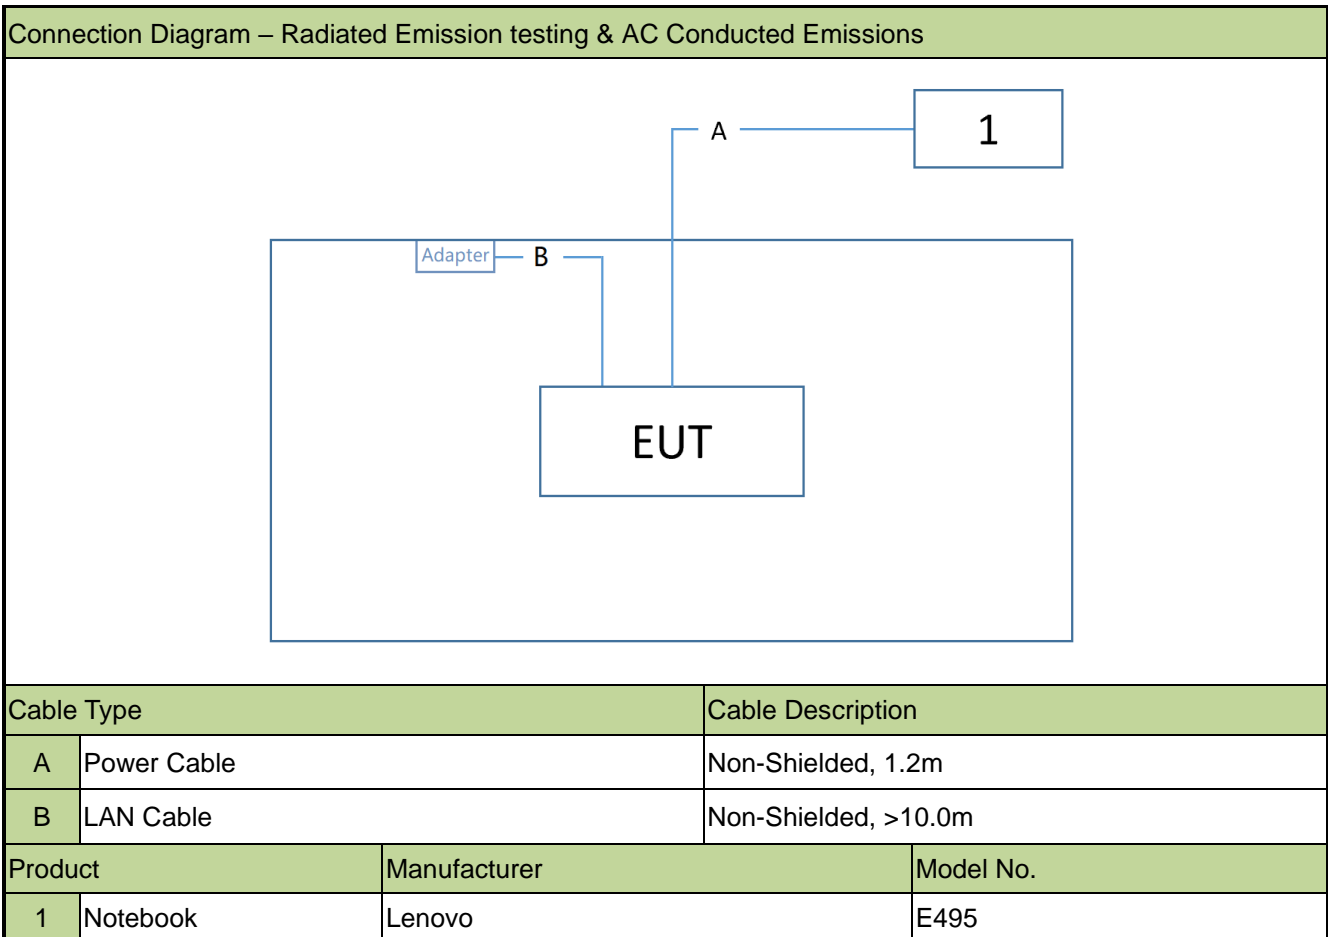 Connection Diagram – Radiated Emission testing & AC Conducted Emissions
A
1
Adapter
B
EUT
Cable Type Cable Description
A Power Cable Non-Shielded, 1.2m
B LAN Cable Non-Shielded, >10.0m
Product Manufacturer Model No.
1 Notebook Lenovo E495